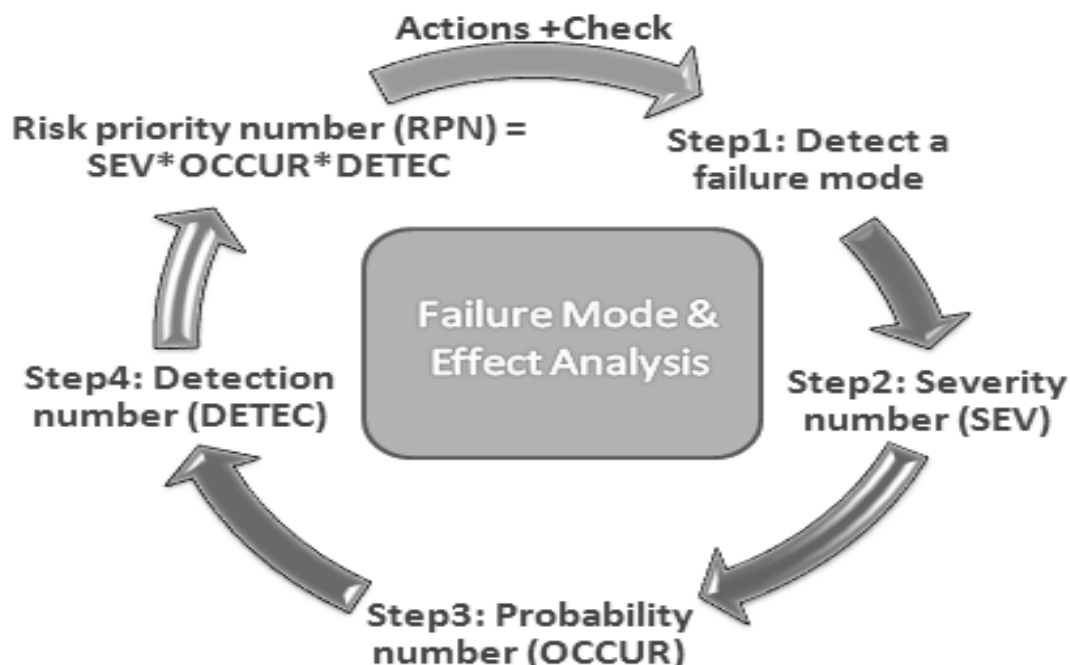 Actions +Check
Risk priority number (RPN) =
SEV*OCCUR*DETEC
Step1: Detect a
failure mode
Failure Mode &
Effect Analysis
Step2: Severity
number (SEV)
Step3: Probability
number (OCCUR)
Step4: Detection
number (DETEC)